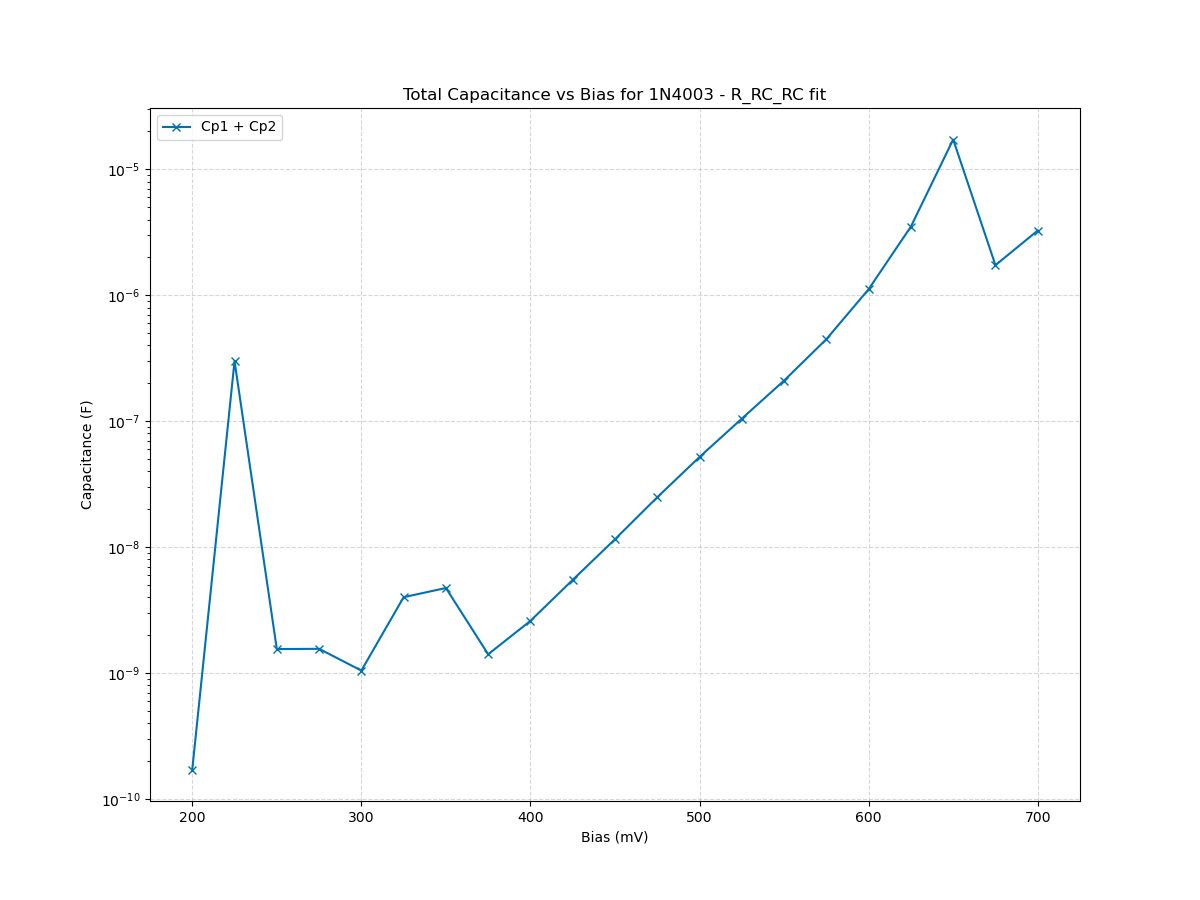 Total Capacitance vs Bias for 1N4003 - R_RC_RC fit
Cp1 + Cp2
Capacitance (F)
10⁻⁵
10⁻⁶
10⁻⁷
10⁻⁸
10⁻⁹
10⁻¹⁰
200 300 400 500 600 700
Bias (mV)